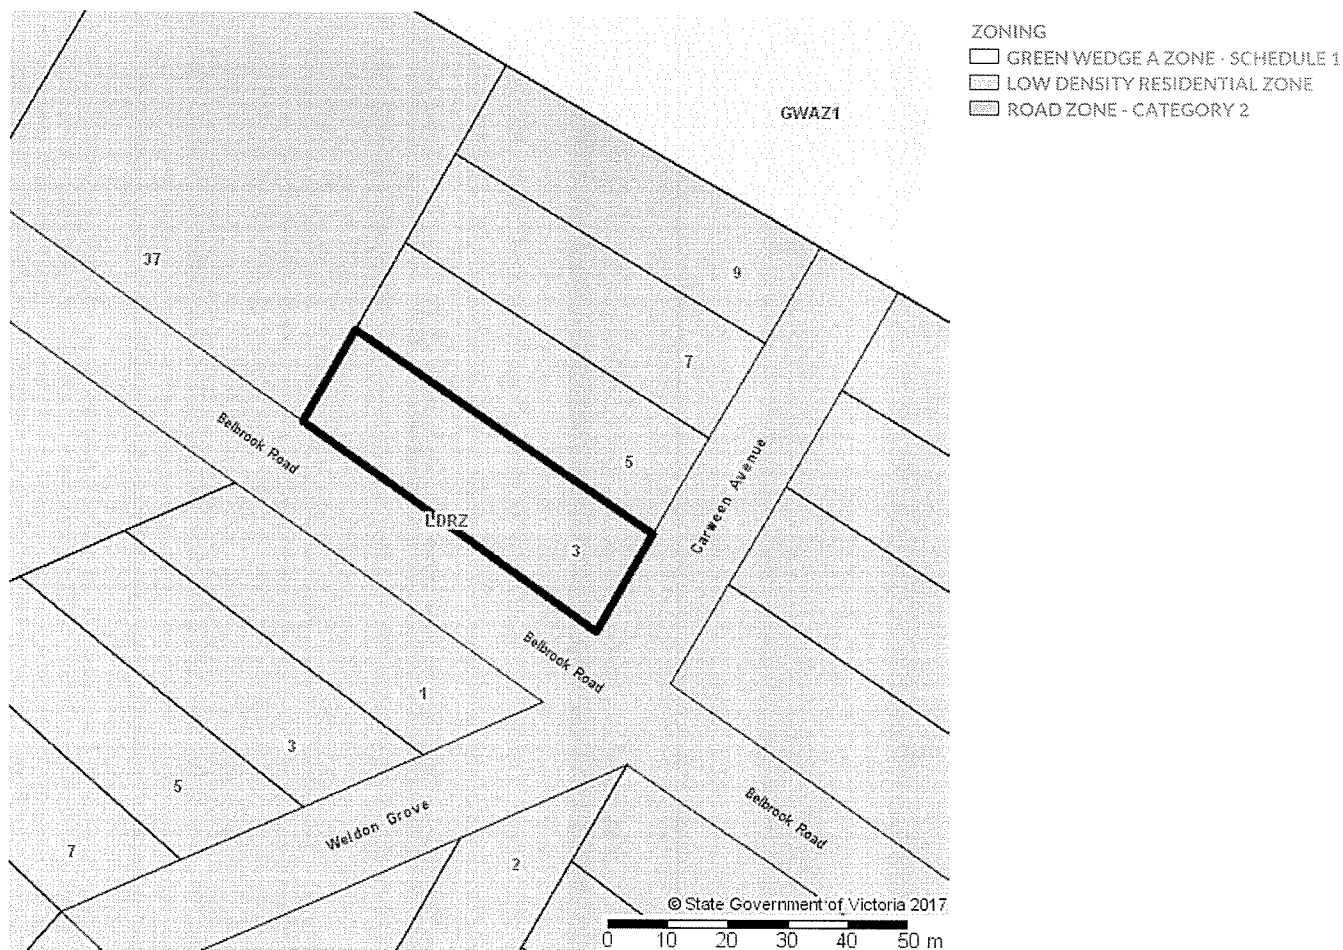 ZONING
GREEN WEDGE A ZONE - SCHEDULE 1
LOW DENSITY RESIDENTIAL ZONE
ROAD ZONE - CATEGORY 2
GWAZ1
37
9
7
5
3
Belbrook Road
Carween Avenue
LDRZ
Belbrook Road
1
3
5
7
Weldon Grove
2
Belbrook Road
© State Government of Victoria 2017
0 10 20 30 40 50 m